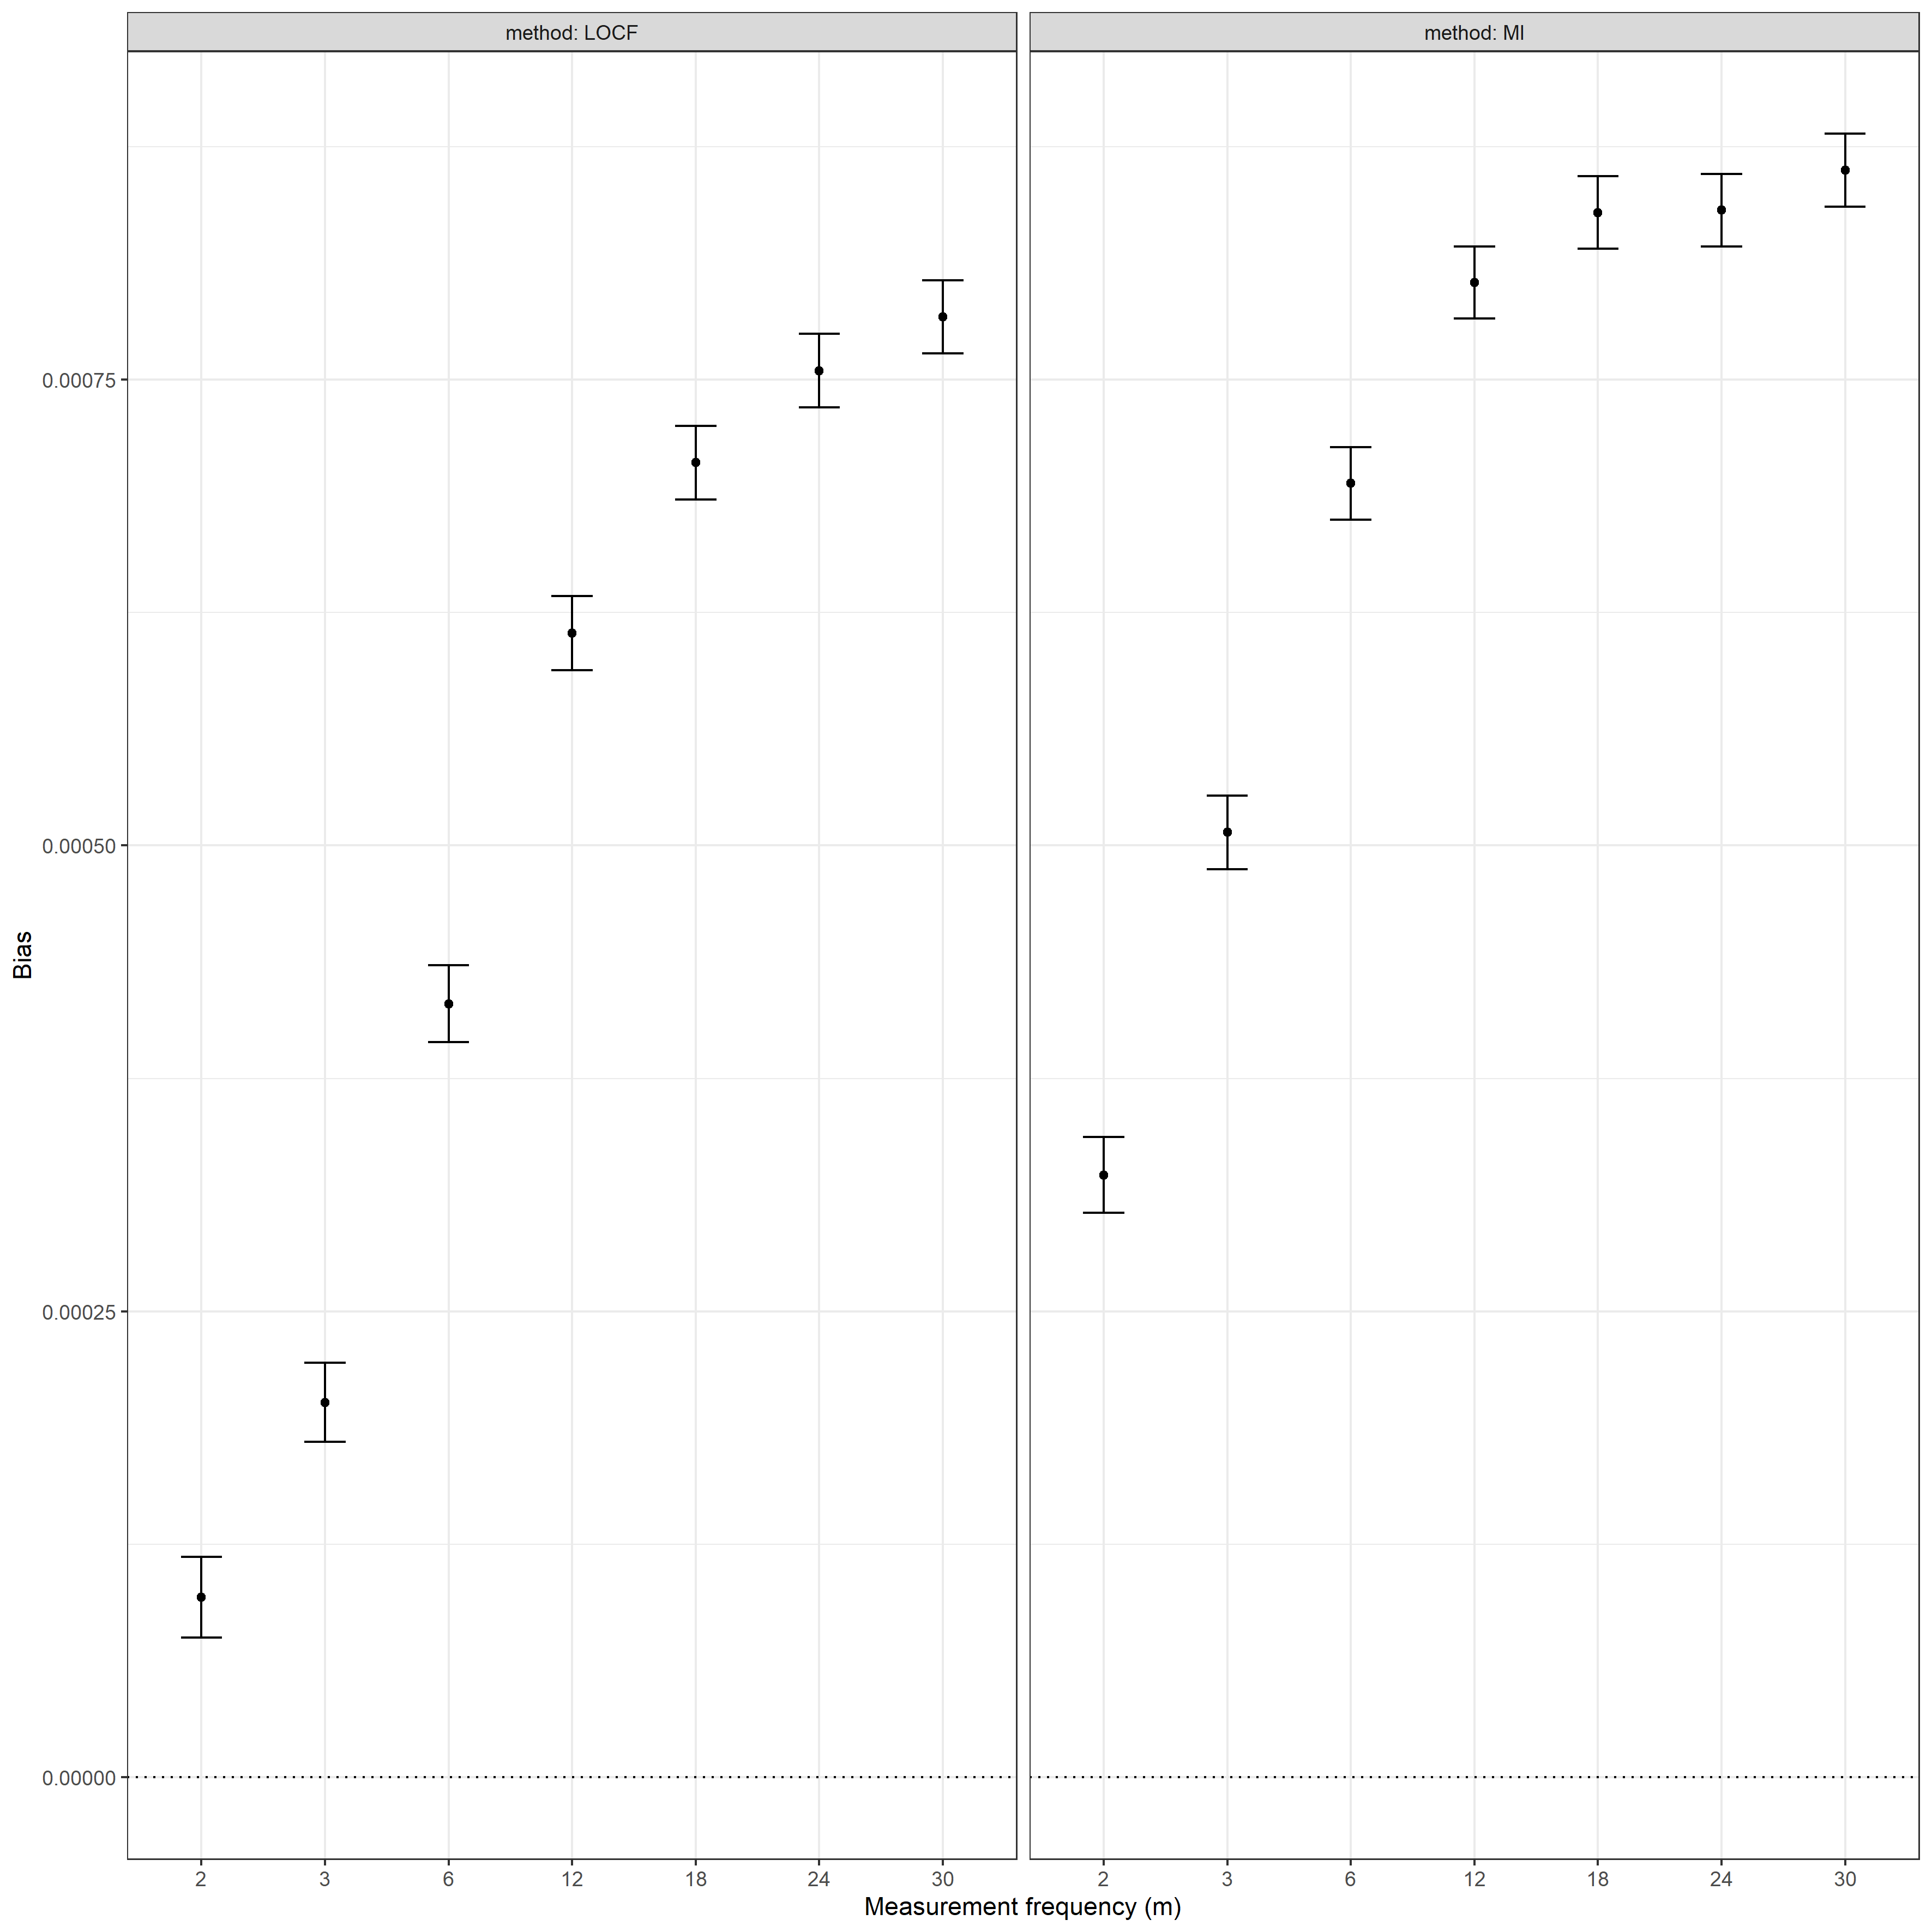 method: LOCF
method: MI
Bias
0.00075
0.00050
0.00025
0.00000
2 3 6 12 18 24 30
2 3 6 12 18 24 30
Measurement frequency (m)